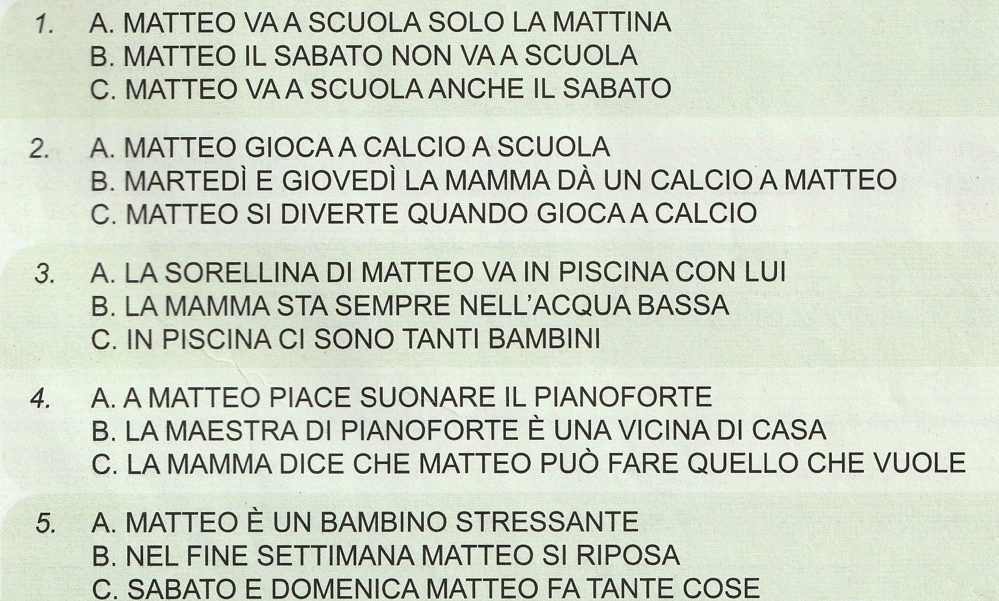 1. A. MATTEO VA A SCUOLA SOLO LA MATTINA
B. MATTEO IL SABATO NON VA A SCUOLA
C. MATTEO VA A SCUOLA ANCHE IL SABATO
2. A. MATTEO GIOCA A CALCIO A SCUOLA
B. MARTEDÌ E GIOVEDÌ LA MAMMA DÀ UN CALCIO A MATTEO
C. MATTEO SI DIVERTE QUANDO GIOCA A CALCIO
3. A. LA SORELLINA DI MATTEO VA IN PISCINA CON LUI
B. LA MAMMA STA SEMPRE NELL'ACQUA BASSA
C. IN PISCINA CI SONO TANTI BAMBINI
4. A. A MATTEO PIACE SUONARE IL PIANOFORTE
B. LA MAESTRA DI PIANOFORTE È UNA VICINA DI CASA
C. LA MAMMA DICE CHE MATTEO PUÒ FARE QUELLO CHE VUOLE
5. A. MATTEO È UN BAMBINO STRESSANTE
B. NEL FINE SETTIMANA MATTEO SI RIPOSA
C. SABATO E DOMENICA MATTEO FA TANTE COSE